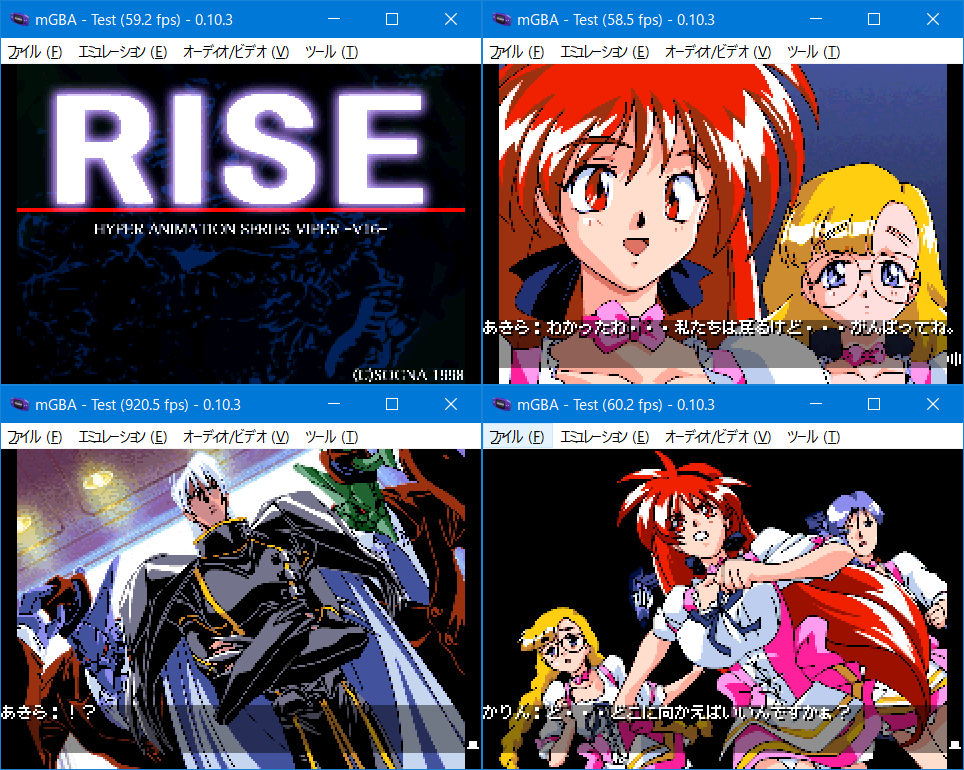 mGBA - Test (59.2 fps) - 0.10.3
ファイル (F) エミュレーション (E) オーディオ/ビデオ (V) ツール (T)
RISE
HYPER ANIMATION SERIES VIPER -V16-
(C)SOGNA 1998
mGBA - Test (58.5 fps) - 0.10.3
ファイル (F) エミュレーション (E) オーディオ/ビデオ (V) ツール (T)
あきら：わかったわ・・・私たちは戻るけど・・・がんばってね。
mGBA - Test (920.5 fps) - 0.10.3
ファイル (F) エミュレーション (E) オーディオ/ビデオ (V) ツール (T)
あきら：！？
mGBA - Test (60.2 fps) - 0.10.3
ファイル (F) エミュレーション (E) オーディオ/ビデオ (V) ツール (T)
かりん：ど・・・どこに向かえばいいんですかぁ？